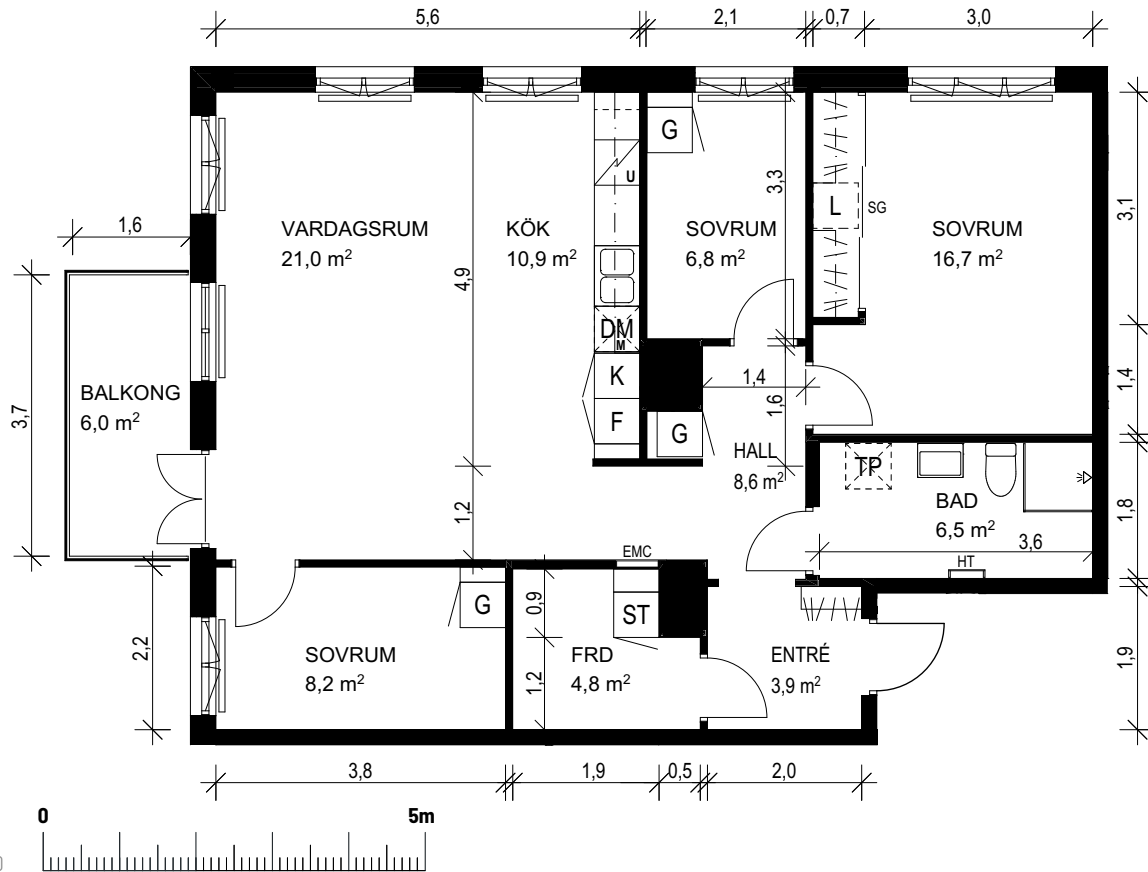 5,6
2,1
0,7
3,0
G
U
3,3
L
SG
3,1
1,6
VARDAGSRUM
21,0 m²
KÖK
10,9 m²
SOVRUM
6,8 m²
SOVRUM
16,7 m²
4,9
DM
M
BALKONG
6,0 m²
3,7
K
1,4
1,6
1,4
F
G
HALL
8,6 m²
TP
BAD
6,5 m²
1,2
1,8
3,6
EMC
HT
G
0,9
ST
2,2
SOVRUM
8,2 m²
FRD
4,8 m²
1,2
ENTRÉ
3,9 m²
1,9
3,8
1,9
0,5
2,0
0
5m